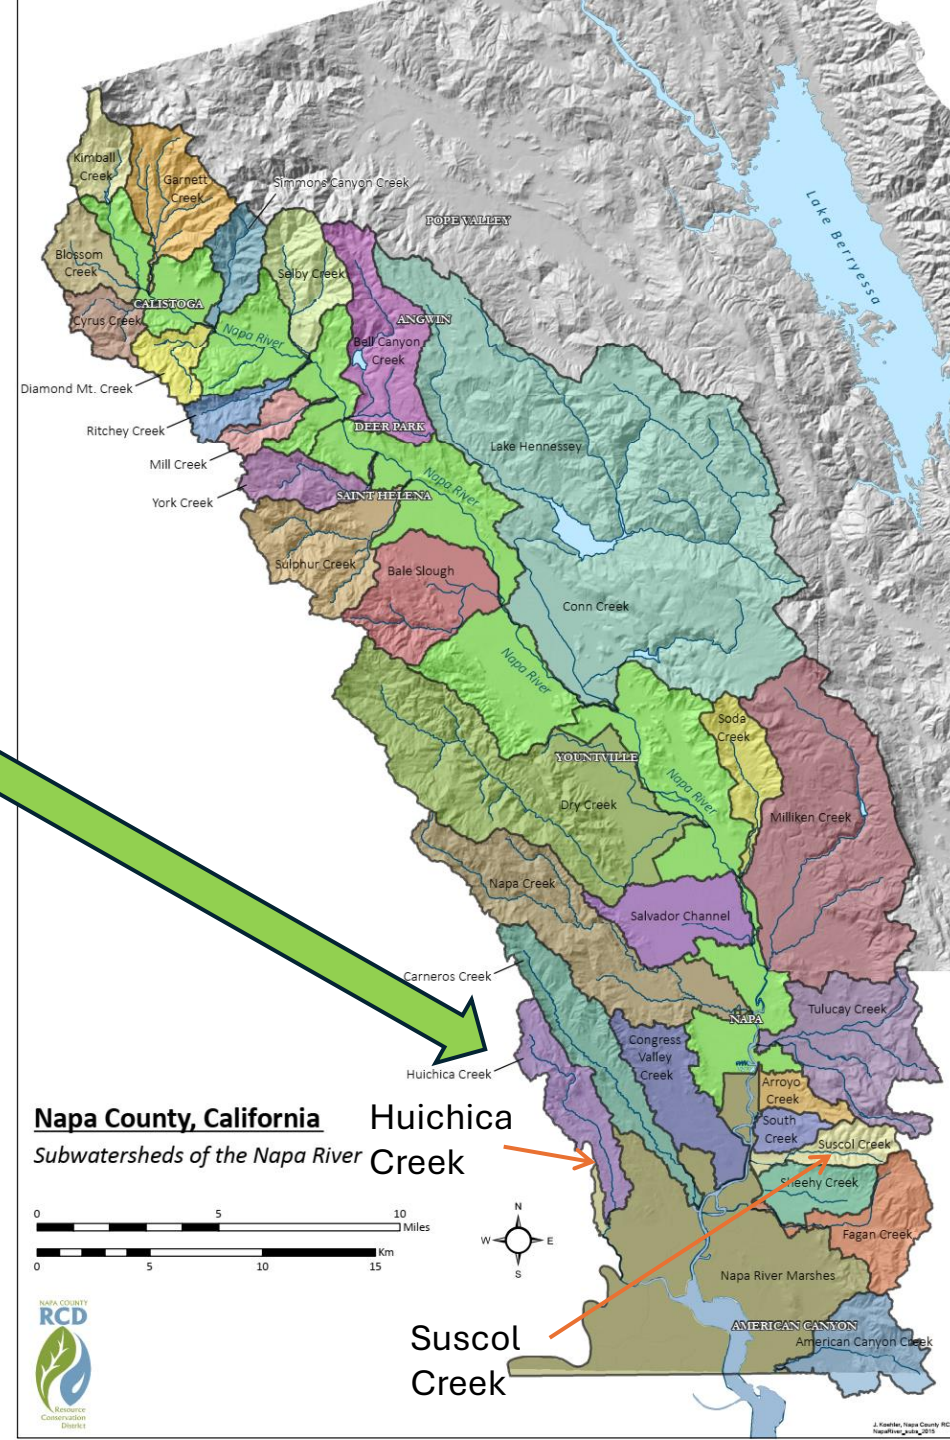 Kimball
Creek
Garnett
Creek
Simmons Canyon Creek
POPE VALLEY
Lake Berryessa
Blossom
Creek
Selby Creek
CALISTOGA
Cyrus Creek
Napa River
ANGWIN
Bell Canyon
Creek
Diamond Mt. Creek
Ritchey Creek
DEER PARK
Mill Creek
Lake Hennessey
Napa River
York Creek
SAINT HELENA
Sulphur Creek
Bale Slough
Conn Creek
Napa River
Soda
Creek
YOUNTVILLE
Napa River
Dry Creek
Milliken Creek
Napa Creek
Salvador Channel
Carneros Creek
Tulucay Creek
NAPA
Congress
Valley
Creek
Huichica Creek
Arroyo
Creek
South
Creek
Suscol Creek
Sheehy Creek
Huichica
Creek
Napa County, California
Subwatersheds of the Napa River
0 5 10
Miles
Km
0 5 10 15
N
W E
S
Fagan Creek
Napa River Marshes
AMERICAN CANYON
American Canyon Creek
Suscol
Creek
NAPA COUNTY
RCD
Resource
Conservation
District
J. Koehler, Napa County RC
NapaRiver_subs_2015